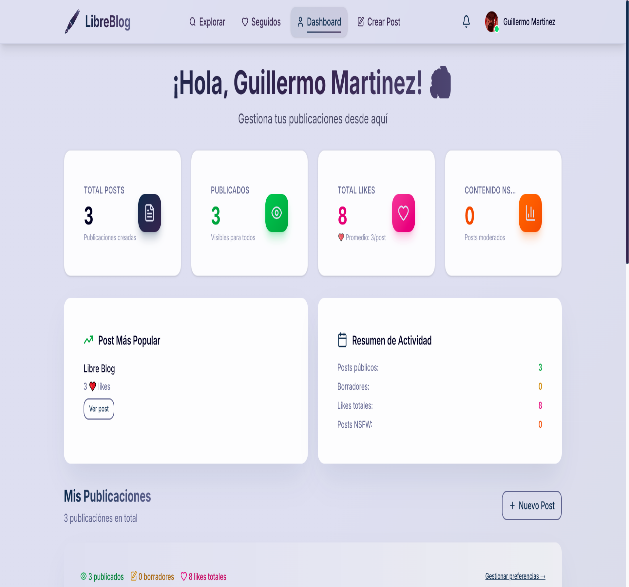 LibreBlog
Explorar
Seguidos
Dashboard
Crear Post
Guillermo Martinez
¡Hola, Guillermo Martinez!
Gestiona tus publicaciones desde aquí
TOTAL POSTS
3
Publicaciones creadas
PUBLICADOS
3
Visibles para todos
TOTAL LIKES
8
Promedio: 3/post
CONTENIDO NS...
0
Posts moderados
Post Más Popular
Libre Blog
3 likes
Ver post
Resumen de Actividad
Posts públicos: 3
Borradores: 0
Likes totales: 8
Posts NSFW: 0
Mis Publicaciones
3 publicaciones en total
+ Nuevo Post
3 publicados 0 borradores 8 likes totales
Gestionar preferencias →